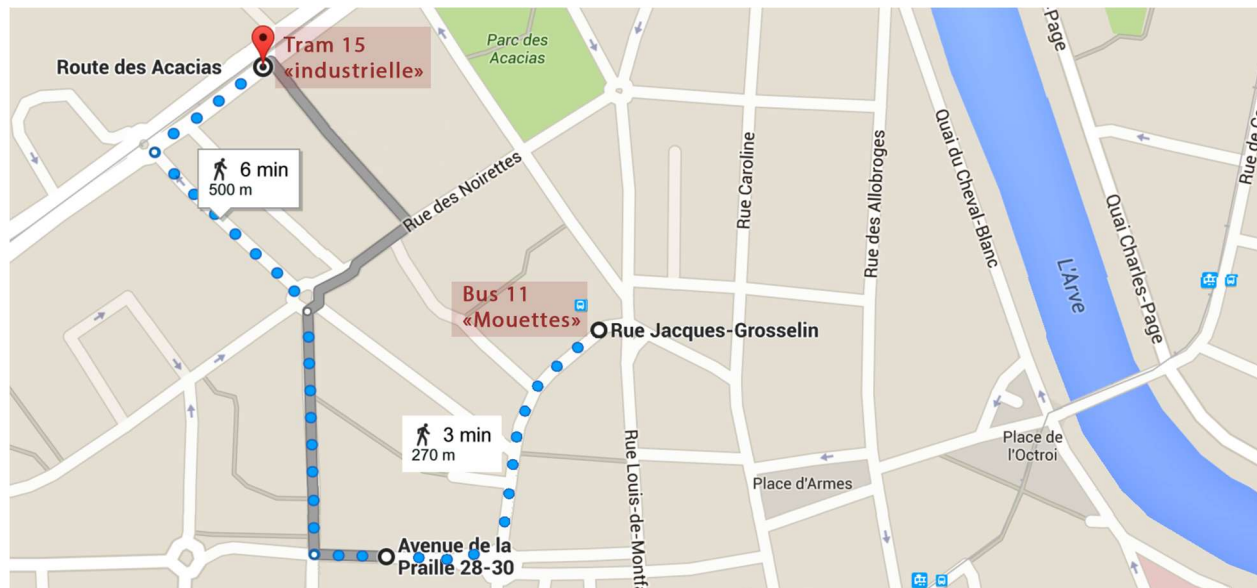 Parc des
Acacias
Tram 15
«industrielle»
Route des Acacias
6 min
500 m
Rue des Noirettes
Rue Caroline
Rue des Allobroges
Quai du Cheval-Blanc
L'Arve
Quai Charles-Page
-Page
Rue de
Bus 11
«Mouettes»
Rue Jacques-Grosselin
3 min
270 m
Rue Louis-de-Montf
Place de
l'Octroi
Place d'Armes
Avenue de la
Praille 28-30